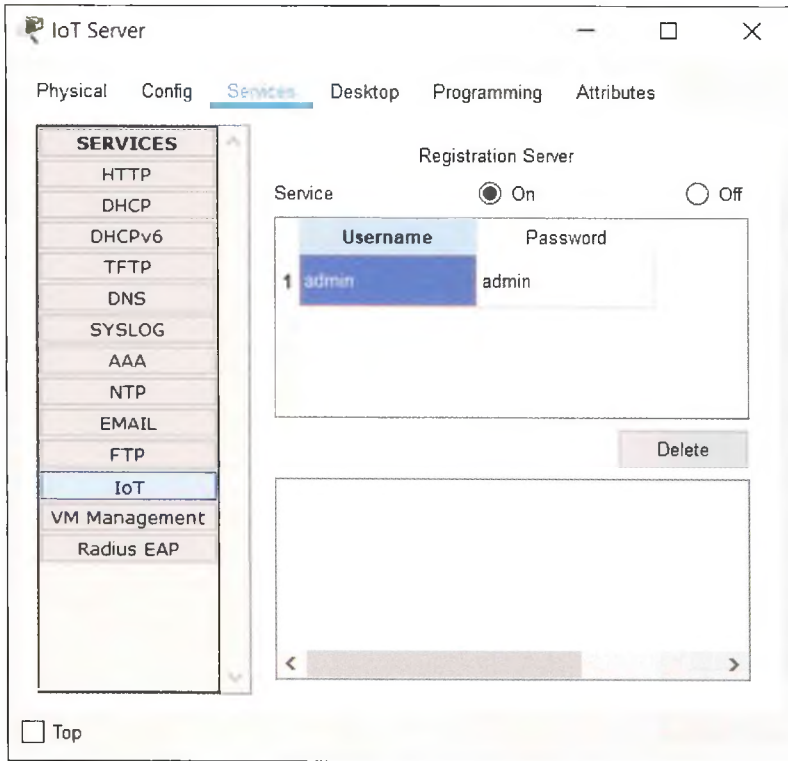 IoT Server
Physical Config Services Desktop Programming Attributes
SERVICES
HTTP
DHCP
DHCPv6
TFTP
DNS
SYSLOG
AAA
NTP
EMAIL
FTP
IoT
VM Management
Radius EAP
Registration Server
Service On Off
Username Password
1 admin admin
Delete
Top